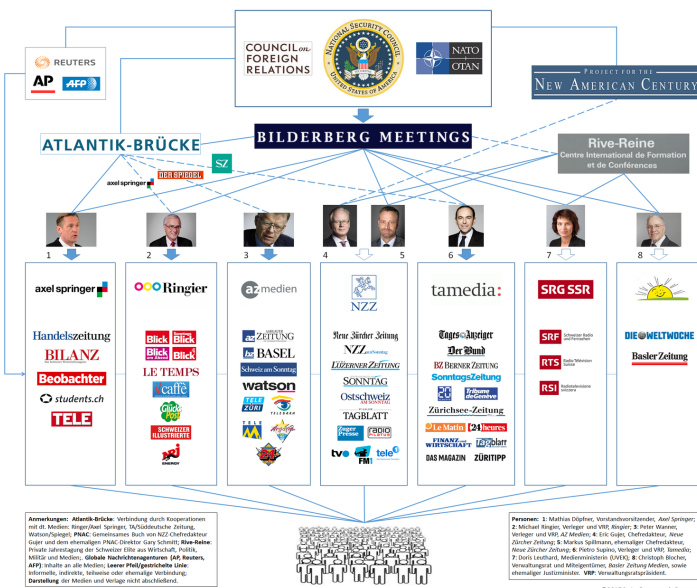 COUNCIL on
FOREIGN
RELATIONS
NATIONAL SECURITY COUNCIL
UNITED STATES OF AMERICA
NATO
OTAN
REUTERS
AP
AFP
PROJECT FOR THE
NEW AMERICAN CENTURY
ATLANTIK-BRÜCKE
BILDERBERG MEETINGS
Rive-Reine
Centre International de Formation
et de Conférences
SZ
DER SPIEGEL
axel springer
1
2
3
4
5
6
7
8
axel springer
Handelszeitung
BILANZ
Beobachter
students.ch
TELE
Ringier
Blick
Blick
Blick
Blick
LE TEMPS
caffè
Glücks
Post
SCHWEIZER
ILLUSTRIERTE
NRJ
ENERGY
az medien
az ZEITUNG
bz BASEL
Schweiz am Sonntag
watson
TELE
ZÜRI
TELEBÄRN
TELE
M
24
NZZ
Neue Zürcher Zeitung
NZZ am Sonntag
LUZERNER ZEITUNG
SONNTAG
Ostschweiz
AM SONNTAG
TAGBLATT
Zuger
Presse
radio
PILATUS
tvo
FM1
tele1
tamedia:
Tages Anzeiger
Der Bund
BZ BERNER ZEITUNG
SonntagsZeitung
20
Tribune
de Genève
Zürichsee-Zeitung
Le Matin
24heures
FINANZ und
WIRTSCHAFT
Tagblatt
DAS MAGAZIN
ZÜRITIPP
SRG SSR
SRF
Schweizer Radio
und Fernsehen
RTS
Radio Télévision
Suisse
RSI
Radiotelevisione
svizzera
DIE WELTWOCHE
Basler Zeitung
Anmerkungen: Atlantik-Brücke: Verbindung durch Kooperationen
mit dt. Medien: Ringer/Axel Springer, TA/Süddeutsche Zeitung,
Watson/Spiegel; PNAC: Gemeinsames Buch von NZZ-Chefredakteur
Gujer und dem ehemaligen PNAC-Direktor Gary Schmitt; Rive-Reine:
Private Jahrestagung der Schweizer Elite aus Wirtschaft, Politik,
Militär und Medien; Globale Nachrichtenagenturen (AP, Reuters,
AFP): Inhalte an alle Medien; Leerer Pfeil/gestrichelte Linie:
Informelle, indirekte, teilweise oder ehemalige Verbindung;
Darstellung der Medien und Verlage nicht abschließend.
Personen: 1: Mathias Döpfner, Vorstandsvorsitzender, Axel Springer;
2: Michael Ringier, Verleger und VRP, Ringier; 3: Peter Wanner,
Verleger und VRP, AZ Medien; 4: Eric Gujer, Chefredakteur, Neue
Zürcher Zeitung; 5: Markus Spillmann, ehemaliger Chefredakteur,
Neue Zürcher Zeitung; 6: Pietro Supino, Verleger und VRP, Tamedia;
7: Doris Leuthard, Medienministerin (UVEK); 8: Christoph Blocher,
Verwaltungsrat und Miteigentümer, Basler Zeitung Medien, sowie
ehemaliger Justizminister. VRP: Verwaltungsratspräsident.